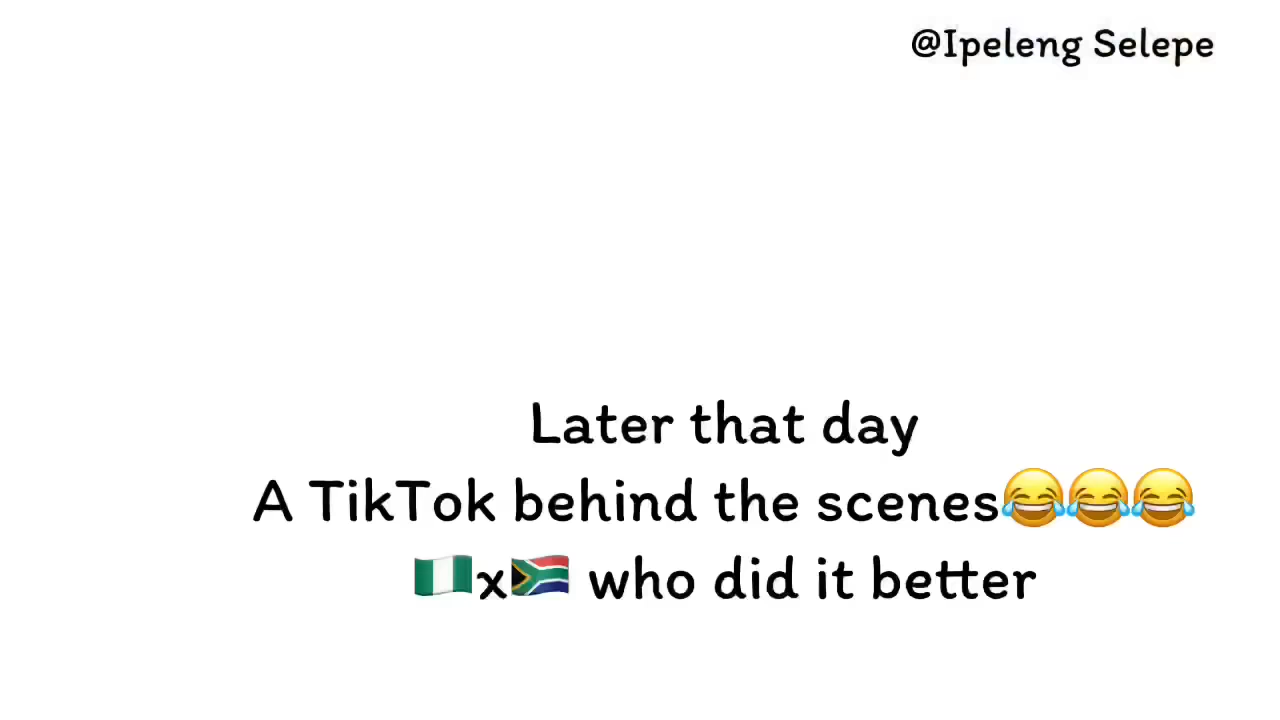 @Ipeleng Selepe
Later that day
A TikTok behind the scenes😂😂😂
🇳🇬x🇿🇦 who did it better